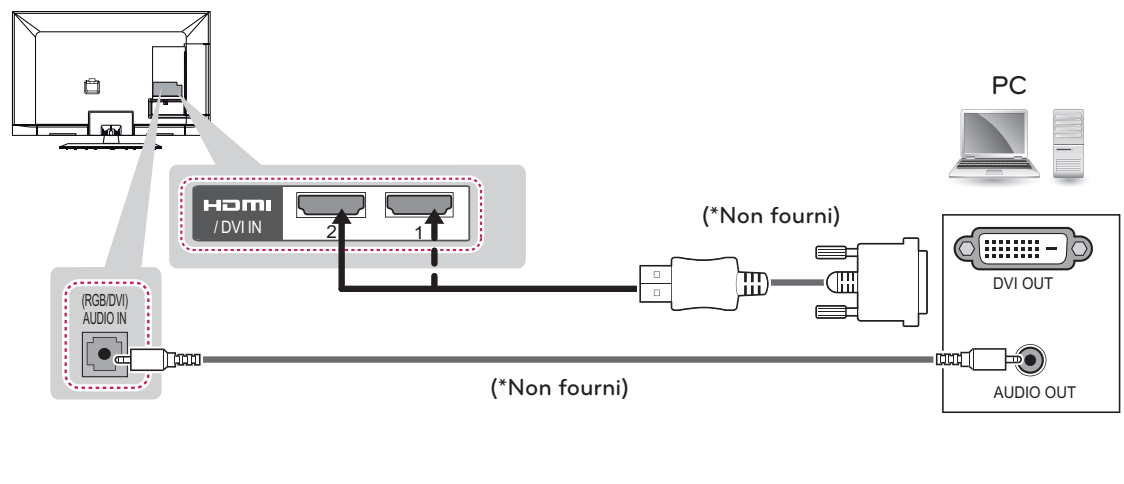 PC
HDMI
/ DVI IN
2
1
(*Non fourni)
DVI OUT
(RGB/DVI)
AUDIO IN
(*Non fourni)
AUDIO OUT